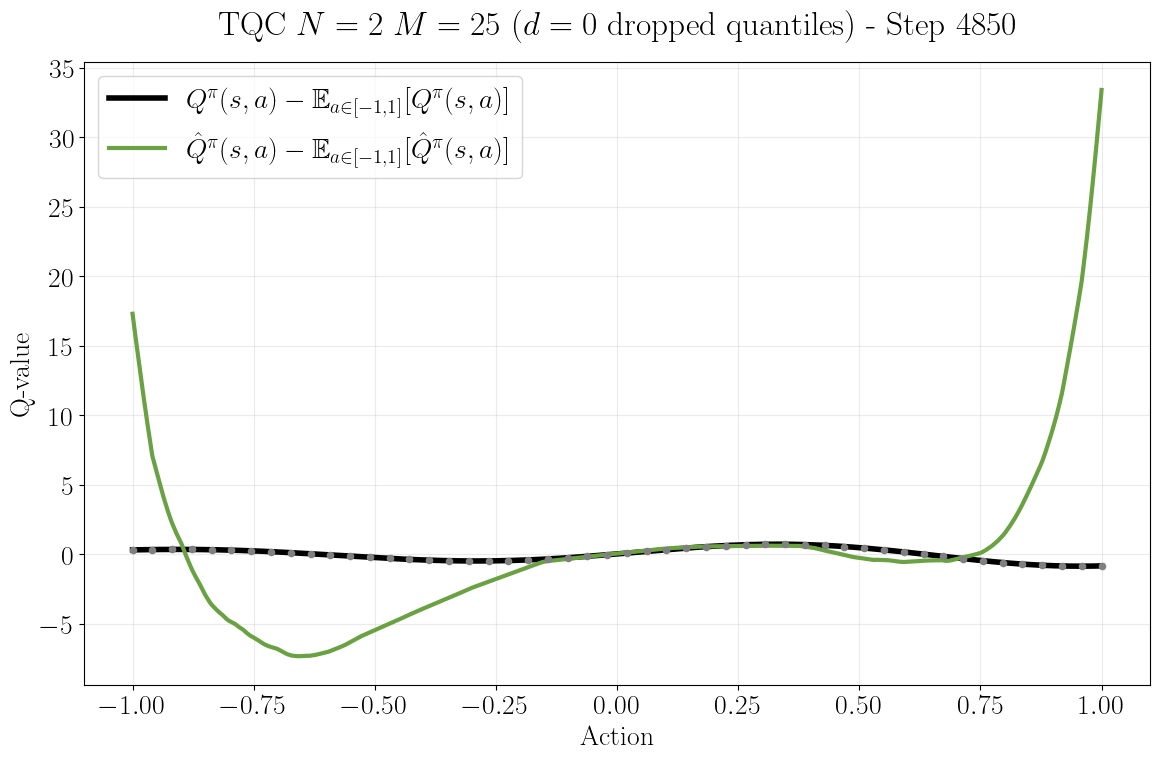 TQC N = 2 M = 25 (d = 0 dropped quantiles) - Step 4850
35
30
25
20
15
10
5
0
−5
Q-value
Q^π(s, a) − 𝔼_{a∈[−1,1]}[Q^π(s, a)]
Q̂^π(s, a) − 𝔼_{a∈[−1,1]}[Q̂^π(s, a)]
−1.00 −0.75 −0.50 −0.25 0.00 0.25 0.50 0.75 1.00
Action